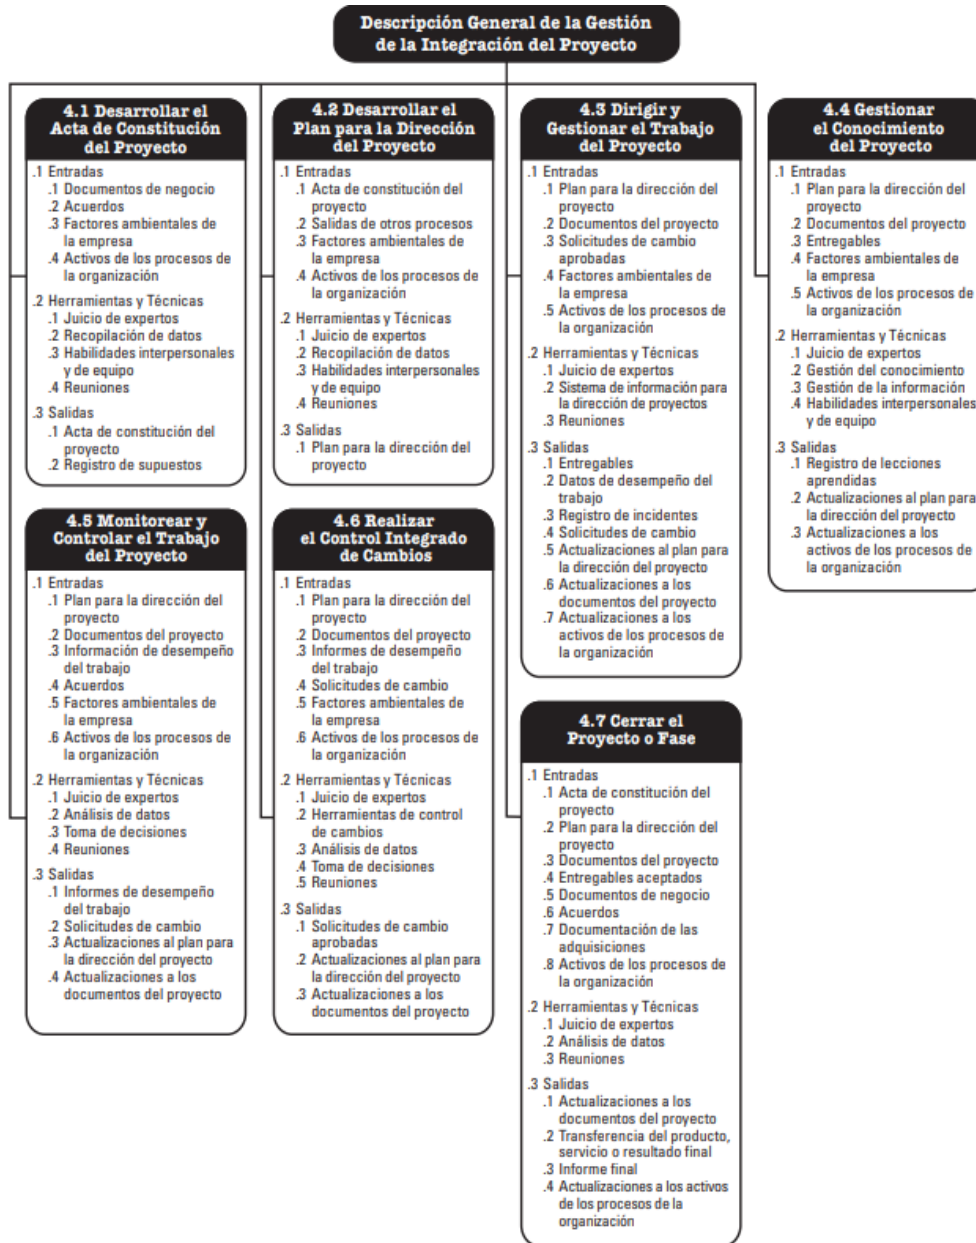 Descripción General de la Gestión
de la Integración del Proyecto
4.1 Desarrollar el
Acta de Constitución
del Proyecto
.1 Entradas
.1 Documentos de negocio
.2 Acuerdos
.3 Factores ambientales de
la empresa
.4 Activos de los procesos de
la organización
.2 Herramientas y Técnicas
.1 Juicio de expertos
.2 Recopilación de datos
.3 Habilidades interpersonales
y de equipo
.4 Reuniones
.3 Salidas
.1 Acta de constitución del
proyecto
.2 Registro de supuestos
4.2 Desarrollar el
Plan para la Dirección
del Proyecto
.1 Entradas
.1 Acta de constitución del
proyecto
.2 Salidas de otros procesos
.3 Factores ambientales de
la empresa
.4 Activos de los procesos de
la organización
.2 Herramientas y Técnicas
.1 Juicio de expertos
.2 Recopilación de datos
.3 Habilidades interpersonales
y de equipo
.4 Reuniones
.3 Salidas
.1 Plan para la dirección del
proyecto
4.3 Dirigir y
Gestionar el Trabajo
del Proyecto
.1 Entradas
.1 Plan para la dirección del
proyecto
.2 Documentos del proyecto
.3 Solicitudes de cambio
aprobadas
.4 Factores ambientales de
la empresa
.5 Activos de los procesos de
la organización
.2 Herramientas y Técnicas
.1 Juicio de expertos
.2 Sistema de información para
la dirección de proyectos
.3 Reuniones
.3 Salidas
.1 Entregables
.2 Datos de desempeño del
trabajo
.3 Registro de incidentes
.4 Solicitudes de cambio
.5 Actualizaciones al plan para
la dirección del proyecto
.6 Actualizaciones a los
documentos del proyecto
.7 Actualizaciones a los
activos de los procesos de
la organización
4.4 Gestionar
el Conocimiento
del Proyecto
.1 Entradas
.1 Plan para la dirección del
proyecto
.2 Documentos del proyecto
.3 Entregables
.4 Factores ambientales de
la empresa
.5 Activos de los procesos de
la organización
.2 Herramientas y Técnicas
.1 Juicio de expertos
.2 Gestión del conocimiento
.3 Gestión de la información
.4 Habilidades interpersonales
y de equipo
.3 Salidas
.1 Registro de lecciones
aprendidas
.2 Actualizaciones al plan para
la dirección del proyecto
.3 Actualizaciones a los
activos de los procesos de
la organización
4.5 Monitorear y
Controlar el Trabajo
del Proyecto
.1 Entradas
.1 Plan para la dirección del
proyecto
.2 Documentos del proyecto
.3 Información de desempeño
del trabajo
.4 Acuerdos
.5 Factores ambientales de
la empresa
.6 Activos de los procesos de
la organización
.2 Herramientas y Técnicas
.1 Juicio de expertos
.2 Análisis de datos
.3 Toma de decisiones
.4 Reuniones
.3 Salidas
.1 Informes de desempeño
del trabajo
.2 Solicitudes de cambio
.3 Actualizaciones al plan para
la dirección del proyecto
.4 Actualizaciones a los
documentos del proyecto
4.6 Realizar
el Control Integrado
de Cambios
.1 Entradas
.1 Plan para la dirección del
proyecto
.2 Documentos del proyecto
.3 Informes de desempeño
del trabajo
.4 Solicitudes de cambio
.5 Factores ambientales de
la empresa
.6 Activos de los procesos de
la organización
.2 Herramientas y Técnicas
.1 Juicio de expertos
.2 Herramientas de control
de cambios
.3 Análisis de datos
.4 Toma de decisiones
.5 Reuniones
.3 Salidas
.1 Solicitudes de cambio
aprobadas
.2 Actualizaciones al plan para
la dirección del proyecto
.3 Actualizaciones a los
documentos del proyecto
4.7 Cerrar el
Proyecto o Fase
.1 Entradas
.1 Acta de constitución del
proyecto
.2 Plan para la dirección del
proyecto
.3 Documentos del proyecto
.4 Entregables aceptados
.5 Documentos de negocio
.6 Acuerdos
.7 Documentación de las
adquisiciones
.8 Activos de los procesos de
la organización
.2 Herramientas y Técnicas
.1 Juicio de expertos
.2 Análisis de datos
.3 Reuniones
.3 Salidas
.1 Actualizaciones a los
documentos del proyecto
.2 Transferencia del producto,
servicio o resultado final
.3 Informe final
.4 Actualizaciones a los activos
de los procesos de la
organización